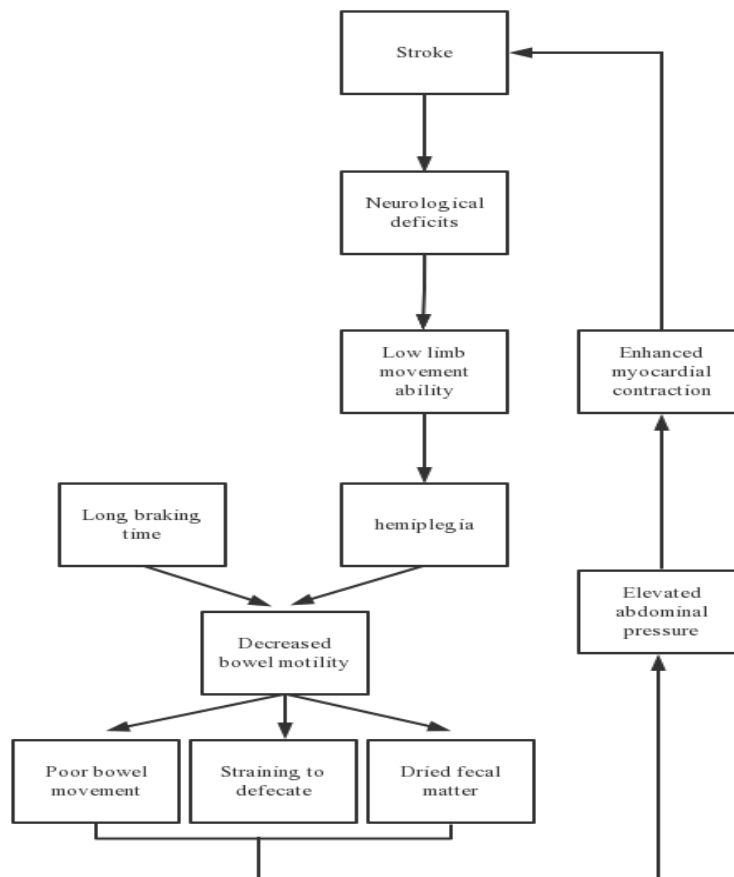 Stroke
Neurological
deficits
Low limb
movement
ability
Enhanced
myocardial
contraction
Long braking
time
hemiplegia
Elevated
abdominal
pressure
Decreased
bowel motility
Poor bowel
movement
Straining to
defecate
Dried fecal
matter